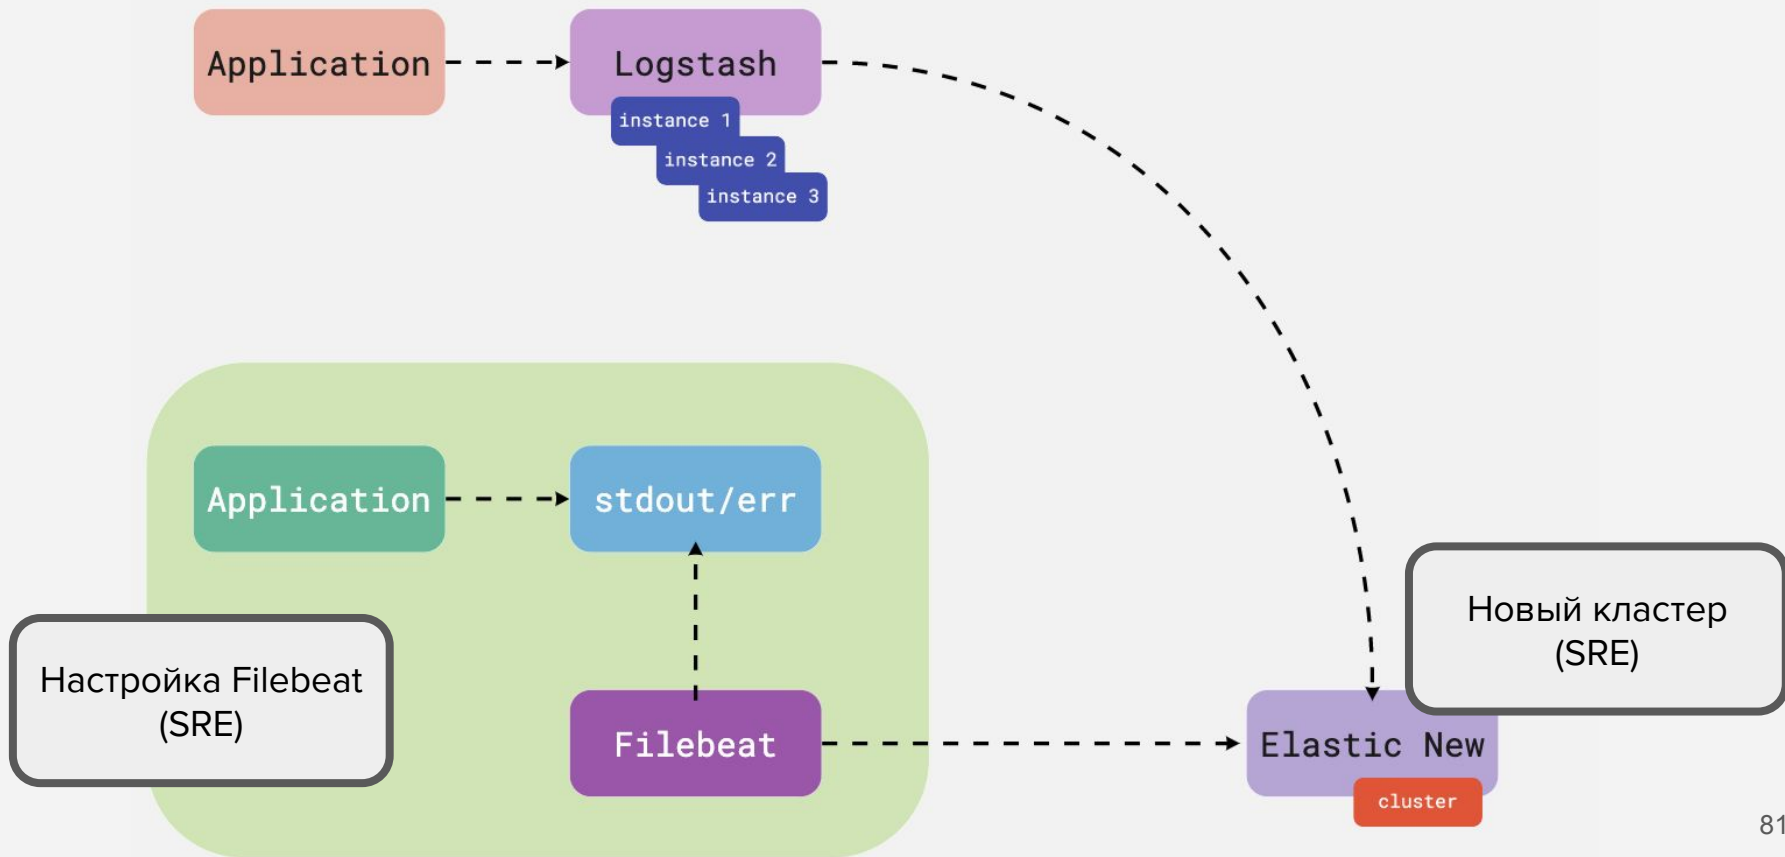 Application
Logstash
instance 1
instance 2
instance 3
Application
stdout/err
Настройка Filebeat
(SRE)
Filebeat
Новый кластер
(SRE)
Elastic New
cluster
81